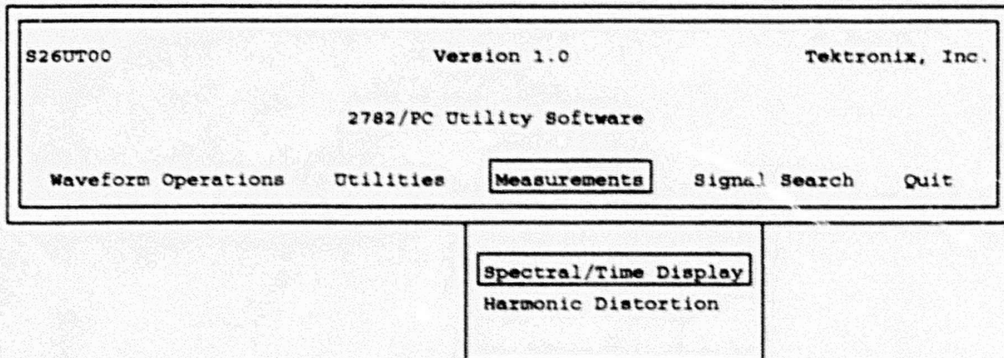 S26UT00 Version 1.0 Tektronix, Inc.
2782/PC Utility Software
Waveform Operations Utilities Measurements Signal Search Quit
Spectral/Time Display
Harmonic Distortion